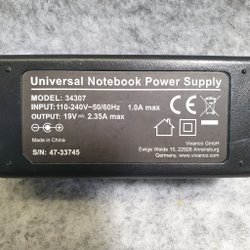 Universal Notebook Power Supply
MODEL: 34307
INPUT: 110-240V~50/60Hz 1.0A max
OUTPUT: 19V⎓ 2.35A max
Made in China
S/N: 47-33745
CE
Vivanco GmbH
Ewige Weide 15, 22926 Ahrensburg
Germany, www.vivanco.com